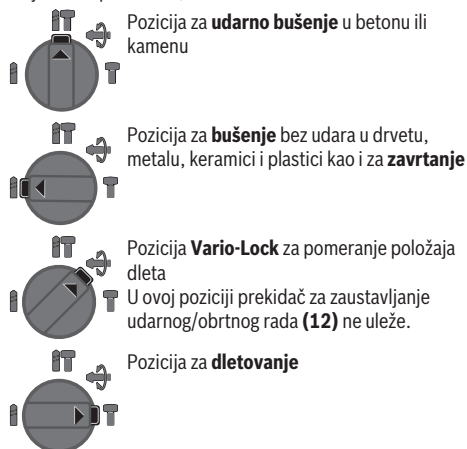 Pozicija za udarno bušenje u betonu ili
kamenu
Pozicija za bušenje bez udara u drvetu,
metalu, keramici i plastici kao i za zavrtanje
Pozicija Vario-Lock za pomeranje položaja
dleta
U ovoj poziciji prekidač za zaustavljanje
udarnog/obrtnog rada (12) ne uleže.
Pozicija za dletovanje